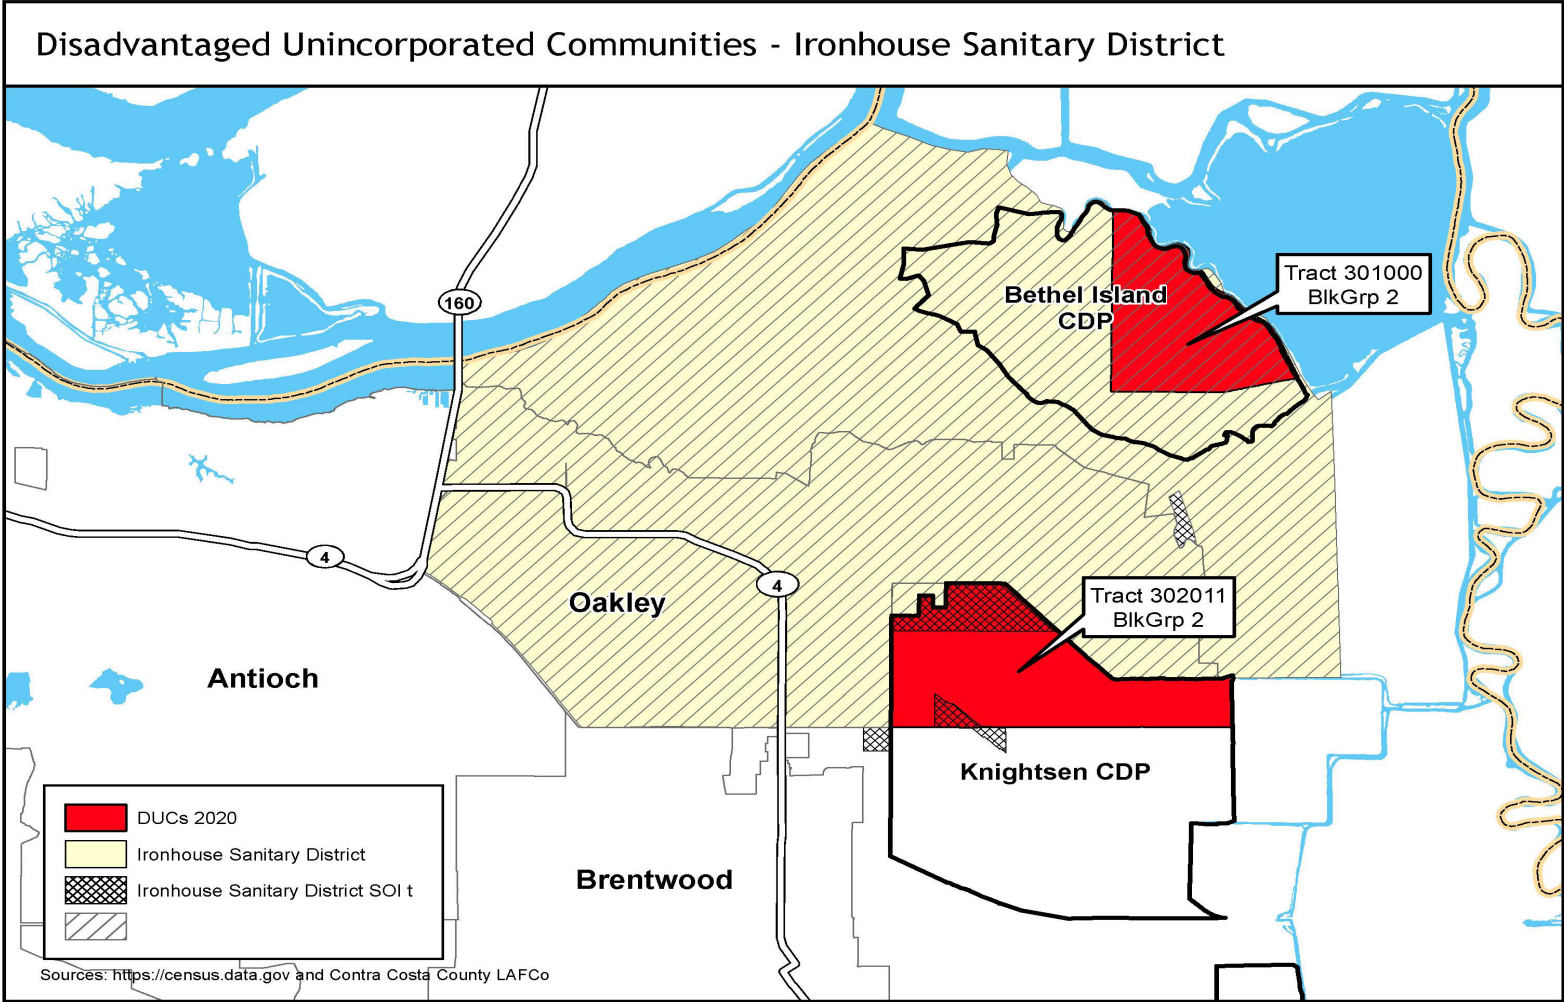 Disadvantaged Unincorporated Communities - Ironhouse Sanitary District
160
Tract 301000
BlkGrp 2
Bethel Island
CDP
4
4
Oakley
Tract 302011
BlkGrp 2
Antioch
Knightsen CDP
Brentwood
DUCs 2020
Ironhouse Sanitary District
Ironhouse Sanitary District SOI t
Sources: https://census.data.gov and Contra Costa County LAFCo